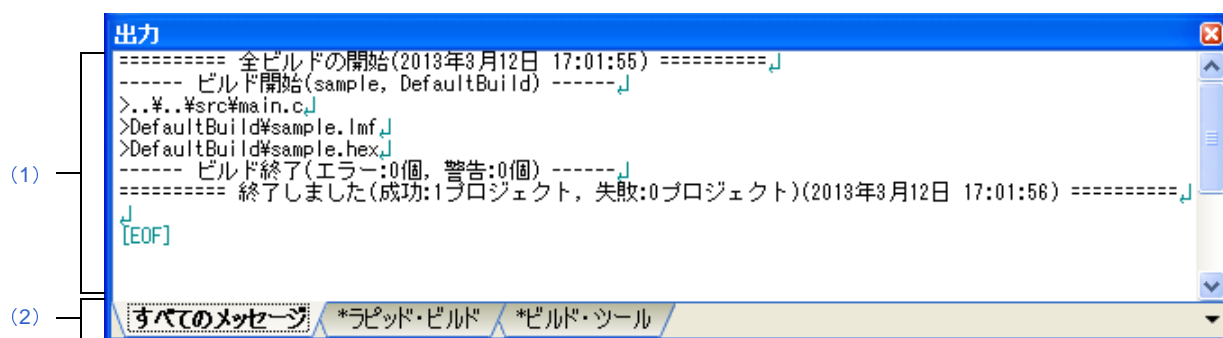 出力
========== 全ビルドの開始(2013年3月12日 17:01:55) ==========↲
------ ビルド開始(sample, DefaultBuild) ------↲
>..¥..¥src¥main.c↲
>DefaultBuild¥sample.lmf↲
>DefaultBuild¥sample.hex↲
------ ビルド終了(エラー:0個, 警告:0個) ------↲
========== 終了しました(成功:1プロジェクト, 失敗:0プロジェクト)(2013年3月12日 17:01:56) ==========↲
↲
[EOF]
(1)
(2)
すべてのメッセージ *ラピッド・ビルド *ビルド・ツール